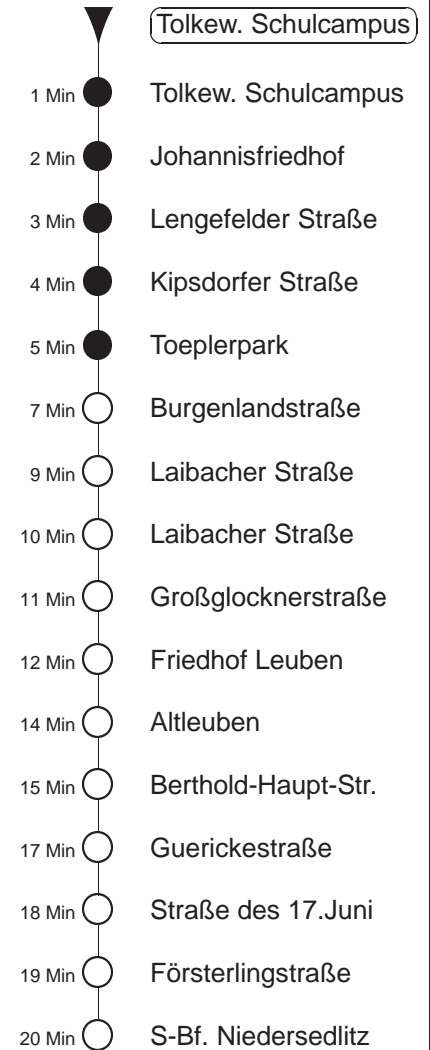 Tolkew. Schulcampus
1 Min Tolkew. Schulcampus
2 Min Johannisfriedhof
3 Min Lengefelder Straße
4 Min Kipsdorfer Straße
5 Min Toeplerpark
7 Min Burgenlandstraße
9 Min Laibacher Straße
10 Min Laibacher Straße
11 Min Großglocknerstraße
12 Min Friedhof Leuben
14 Min Altleuben
15 Min Berthold-Haupt-Str.
17 Min Guerickestraße
18 Min Straße des 17.Juni
19 Min Försterlingstraße
20 Min S-Bf. Niedersedlitz